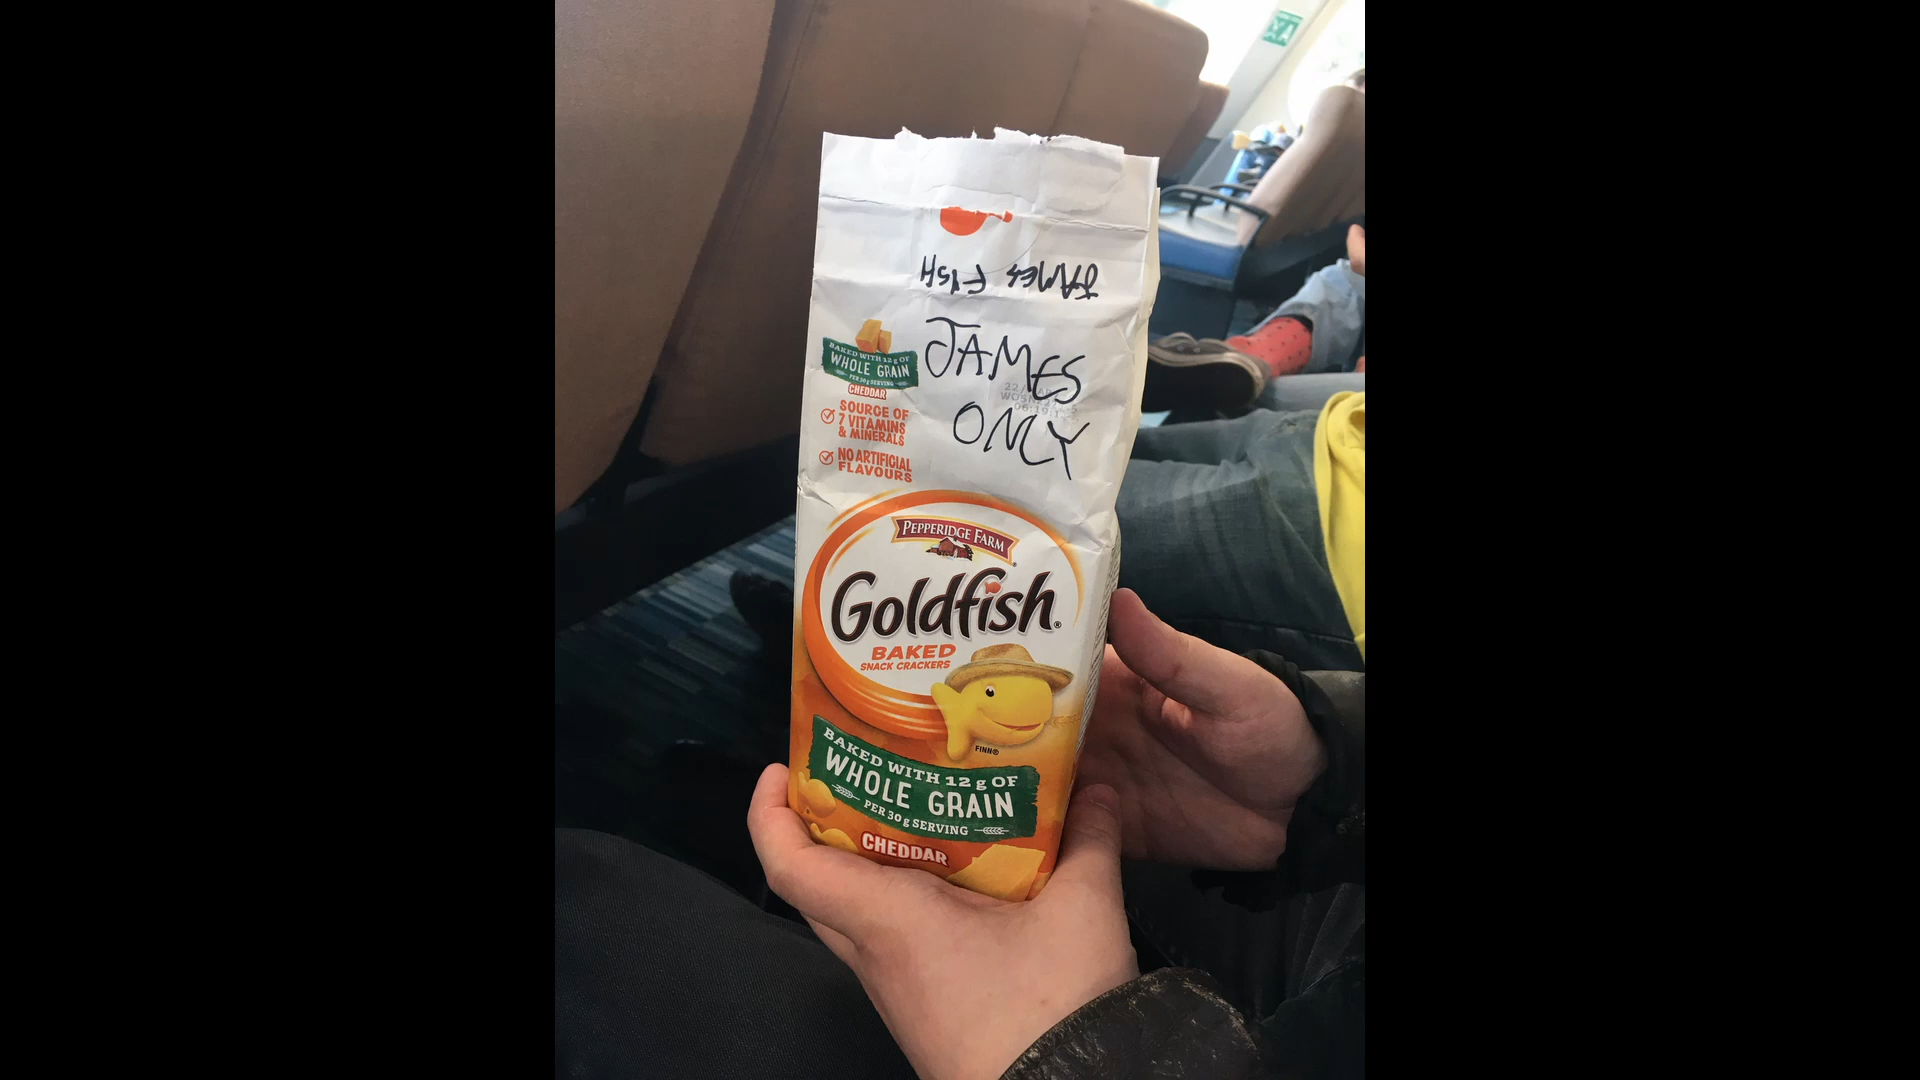 JAMES FISH
JAMES
ONLY
BAKED WITH 12 g OF
WHOLE GRAIN
PER 30 g SERVING
CHEDDAR
SOURCE OF
7 VITAMINS
& MINERALS
NO ARTIFICIAL
FLAVOURS
PEPPERIDGE FARM
Goldfish®
BAKED
SNACK CRACKERS
FINN®
BAKED WITH 12 g OF
WHOLE GRAIN
PER 30 g SERVING
CHEDDAR